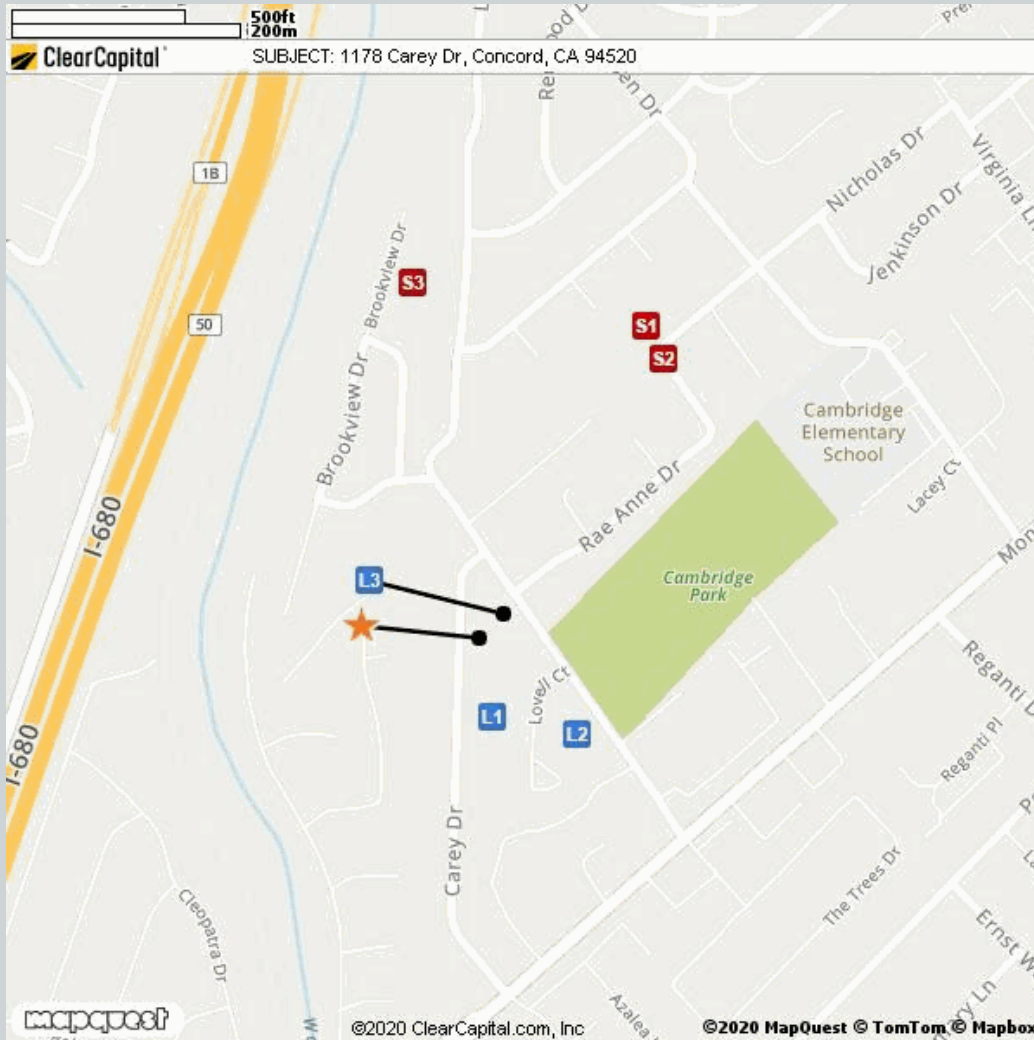 500ft
200m
ClearCapital
SUBJECT: 1178 Carey Dr, Concord, CA 94520
1B
50
I-680
I-680
Brookview Dr
Brookview Dr
Nicholas Dr
Jenkinson Dr
Virginia Ln
S3
S1
S2
Cambridge
Elementary
School
Lacey Ct
Rae Anne Dr
Cambridge
Park
L3
L1
L2
Lovell Ct
Carey Dr
Reganti Pl
Reganti D
The Trees Dr
Cleopatra Dr
Ernst W
Azalea
mapquest
©2020 ClearCapital.com, Inc
©2020 MapQuest © TomTom © Mapbox